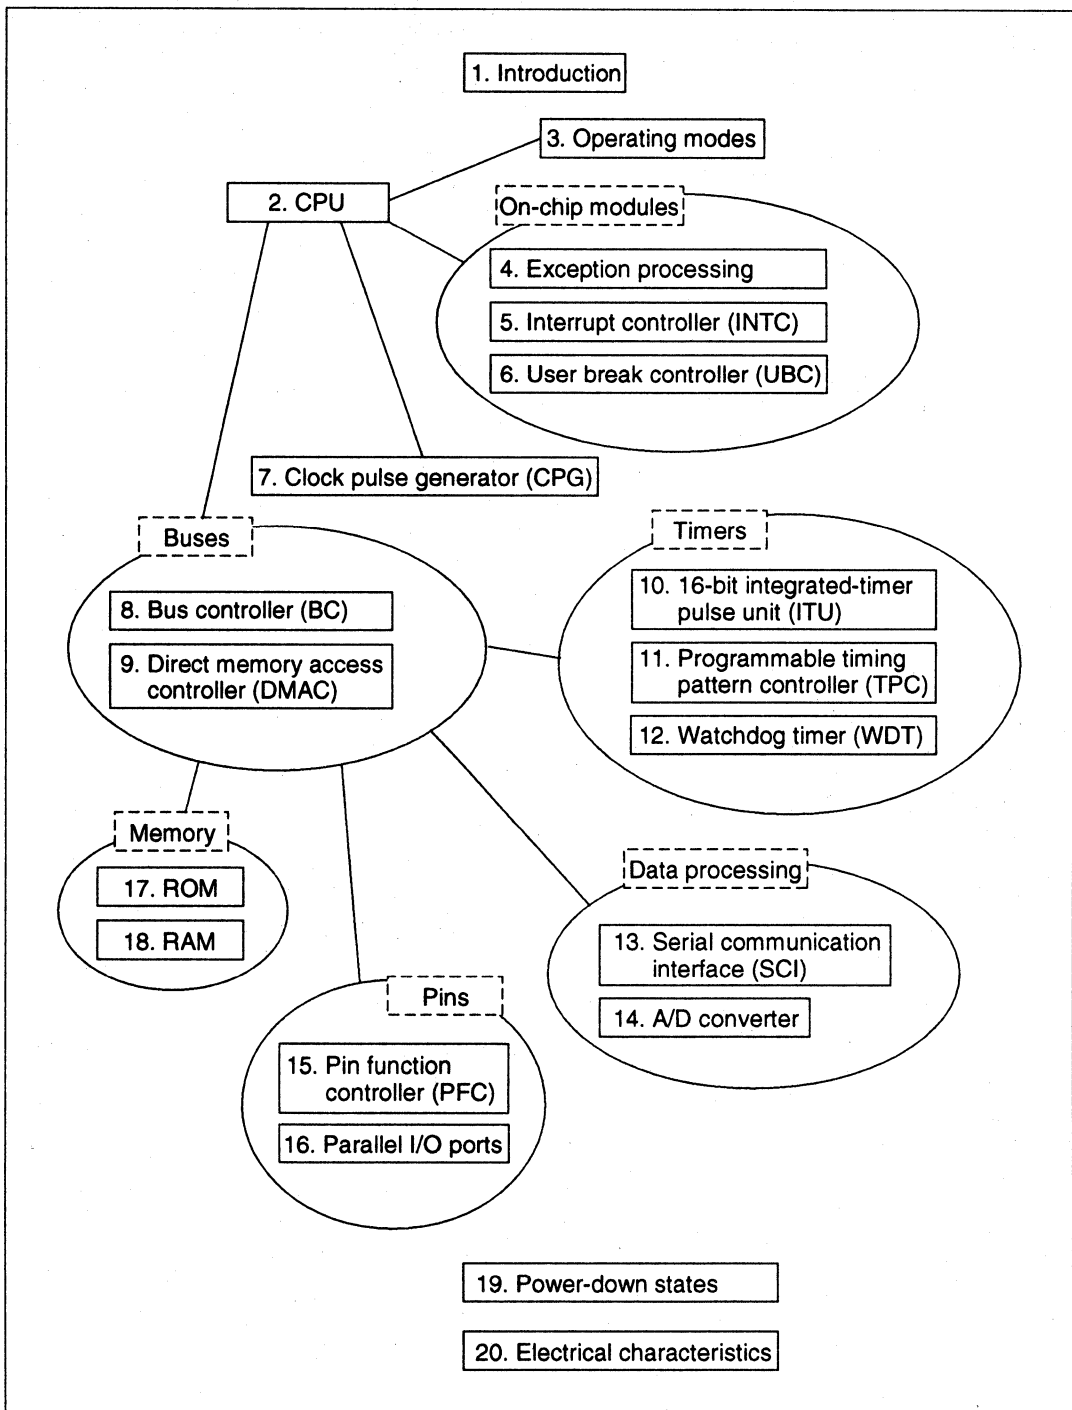 1. Introduction
3. Operating modes
2. CPU
On-chip modules
4. Exception processing
5. Interrupt controller (INTC)
6. User break controller (UBC)
7. Clock pulse generator (CPG)
Buses
8. Bus controller (BC)
9. Direct memory access
controller (DMAC)
Timers
10. 16-bit integrated-timer
pulse unit (ITU)
11. Programmable timing
pattern controller (TPC)
12. Watchdog timer (WDT)
Memory
17. ROM
18. RAM
Data processing
13. Serial communication
interface (SCI)
14. A/D converter
Pins
15. Pin function
controller (PFC)
16. Parallel I/O ports
19. Power-down states
20. Electrical characteristics